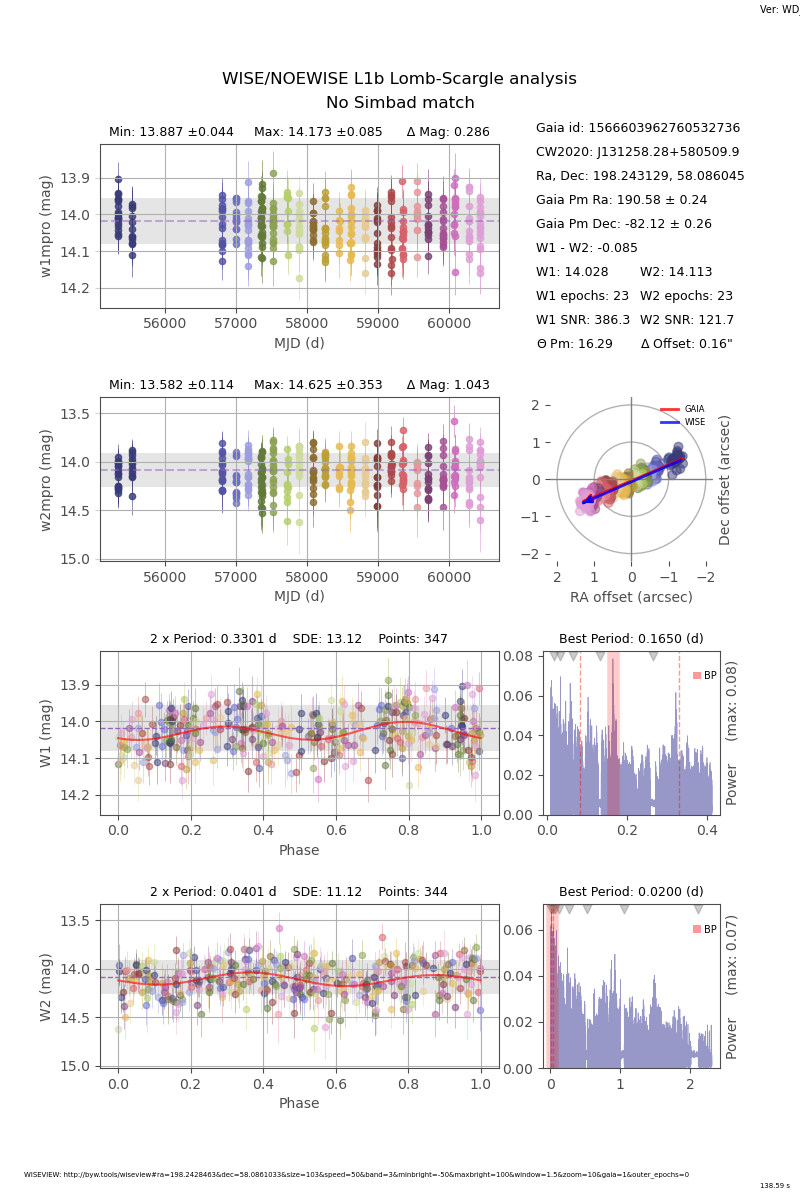 Ver: WD_
WISE/NOEWISE L1b Lomb-Scargle analysis
No Simbad match
Min: 13.887 ±0.044 Max: 14.173 ±0.085 Δ Mag: 0.286
13.9
14.0
14.1
14.2
w1mpro (mag)
56000 57000 58000 59000 60000
MJD (d)
Gaia id: 1566603962760532736
CW2020: J131258.28+580509.9
Ra, Dec: 198.243129, 58.086045
Gaia Pm Ra: 190.58 ± 0.24
Gaia Pm Dec: -82.12 ± 0.26
W1 - W2: -0.085
W1: 14.028 W2: 14.113
W1 epochs: 23 W2 epochs: 23
W1 SNR: 386.3 W2 SNR: 121.7
Θ Pm: 16.29 Δ Offset: 0.16"
Min: 13.582 ±0.114 Max: 14.625 ±0.353 Δ Mag: 1.043
13.5
14.0
14.5
15.0
w2mpro (mag)
56000 57000 58000 59000 60000
MJD (d)
GAIA
WISE
2
1
0
−1
−2
Dec offset (arcsec)
2 1 0 −1 −2
RA offset (arcsec)
2 x Period: 0.3301 d SDE: 13.12 Points: 347
13.9
14.0
14.1
14.2
W1 (mag)
0.0 0.2 0.4 0.6 0.8 1.0
Phase
Best Period: 0.1650 (d)
BP
0.08
0.06
0.04
0.02
0.00
Power (max: 0.08)
0.0 0.2 0.4
2 x Period: 0.0401 d SDE: 11.12 Points: 344
13.5
14.0
14.5
15.0
W2 (mag)
0.0 0.2 0.4 0.6 0.8 1.0
Phase
Best Period: 0.0200 (d)
BP
0.06
0.04
0.02
0.00
Power (max: 0.07)
0 1 2
WISEVIEW: http://byw.tools/wiseview#ra=198.2428463&dec=58.0861033&size=103&speed=50&band=3&minbright=-50&maxbright=100&window=1.5&zoom=10&gaia=1&outer_epochs=0
138.59 s